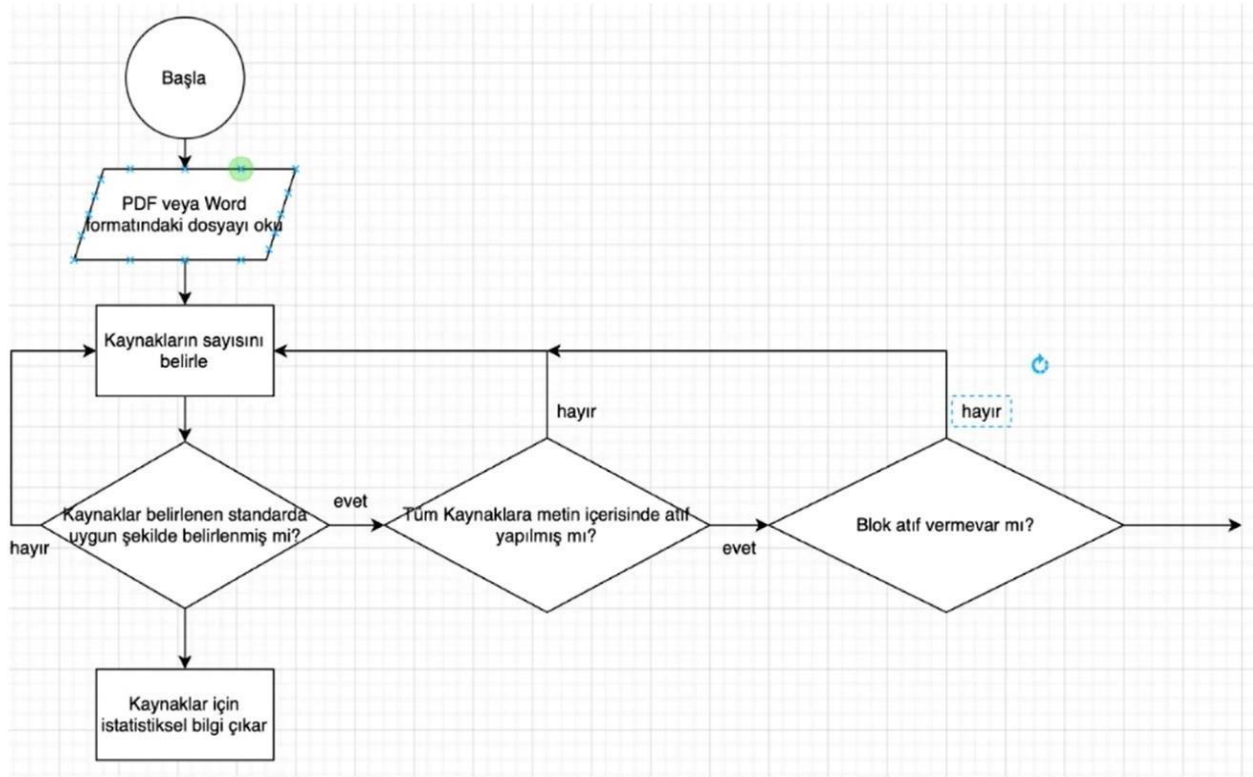 Başla
PDF veya Word
formatındaki dosyayı oku
Kaynakların sayısını
belirle
hayır
hayır
Kaynaklar belirlenen standarda
uygun şekilde belirlenmiş mi?
evet
Tüm Kaynaklara metin içerisinde atıf
yapılmış mı?
Blok atıf vermevar mı?
hayır
evet
Kaynaklar için
istatistiksel bilgi çıkar